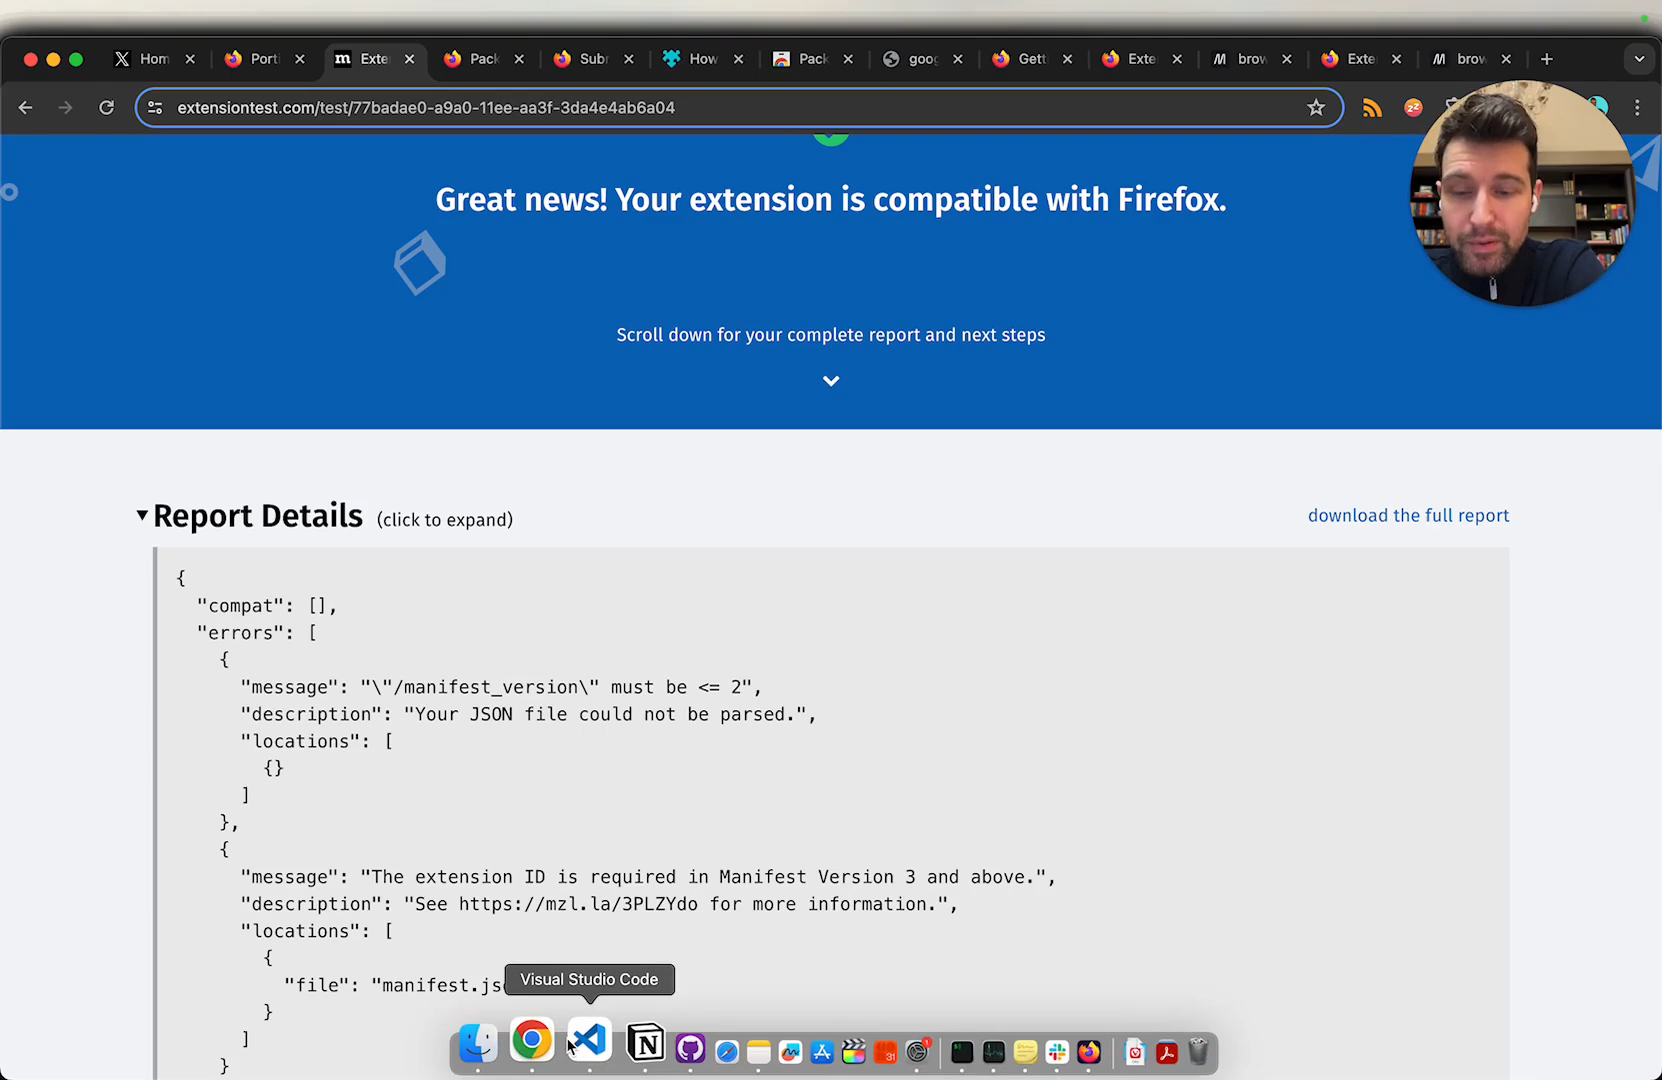 Hom
Porti
Exte
Pack
Subr
How
Pack
goog
Gett
Exte
brow
Exte
brow
extensiontest.com/test/77badae0-a9a0-11ee-aa3f-3da4e4ab6a04
Great news! Your extension is compatible with Firefox.
Scroll down for your complete report and next steps
Report Details (click to expand)
download the full report
{
"compat": [],
"errors": [
{
"message": "\"/manifest_version\" must be <= 2",
"description": "Your JSON file could not be parsed.",
"locations": [
{}
]
},
{
"message": "The extension ID is required in Manifest Version 3 and above.",
"description": "See https://mzl.la/3PLZYdo for more information.",
"locations": [
{
"file": "manifest.js
Visual Studio Code
}
]
}